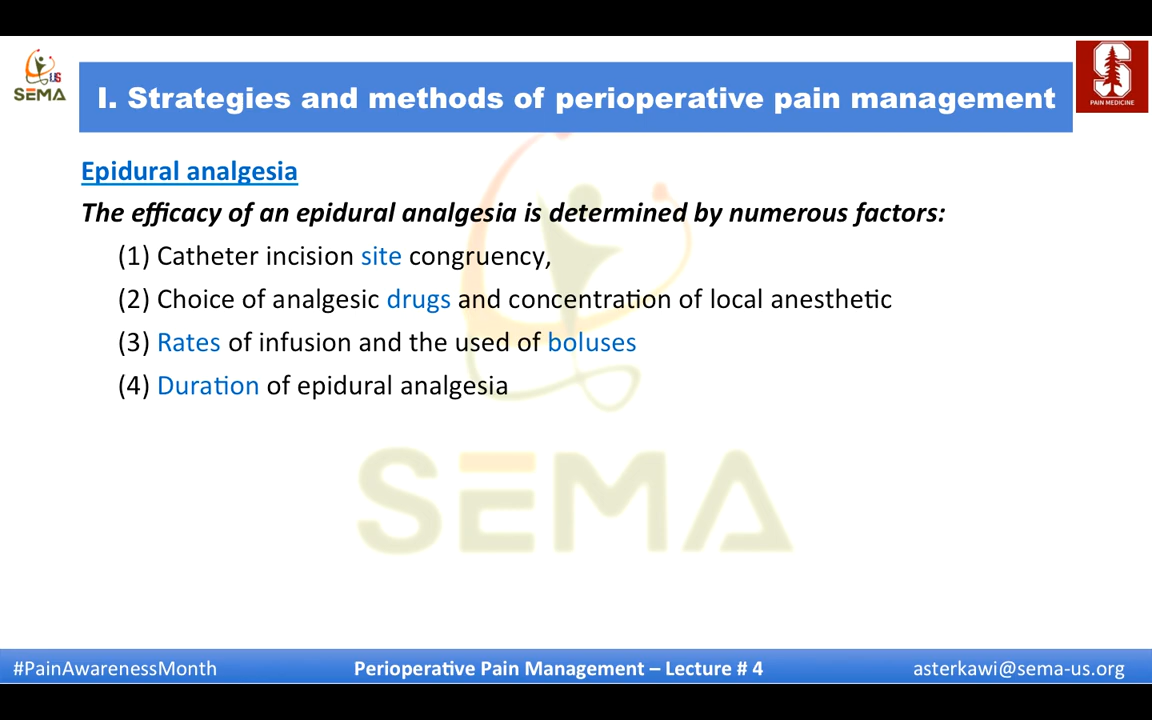 US
SEMA
I. Strategies and methods of perioperative pain management
S
PAIN MEDICINE
Epidural analgesia
The efficacy of an epidural analgesia is determined by numerous factors:
(1) Catheter incision site congruency,
(2) Choice of analgesic drugs and concentration of local anesthetic
(3) Rates of infusion and the used of boluses
(4) Duration of epidural analgesia
SEMA
#PainAwarenessMonth
Perioperative Pain Management – Lecture # 4
asterkawi@sema-us.org